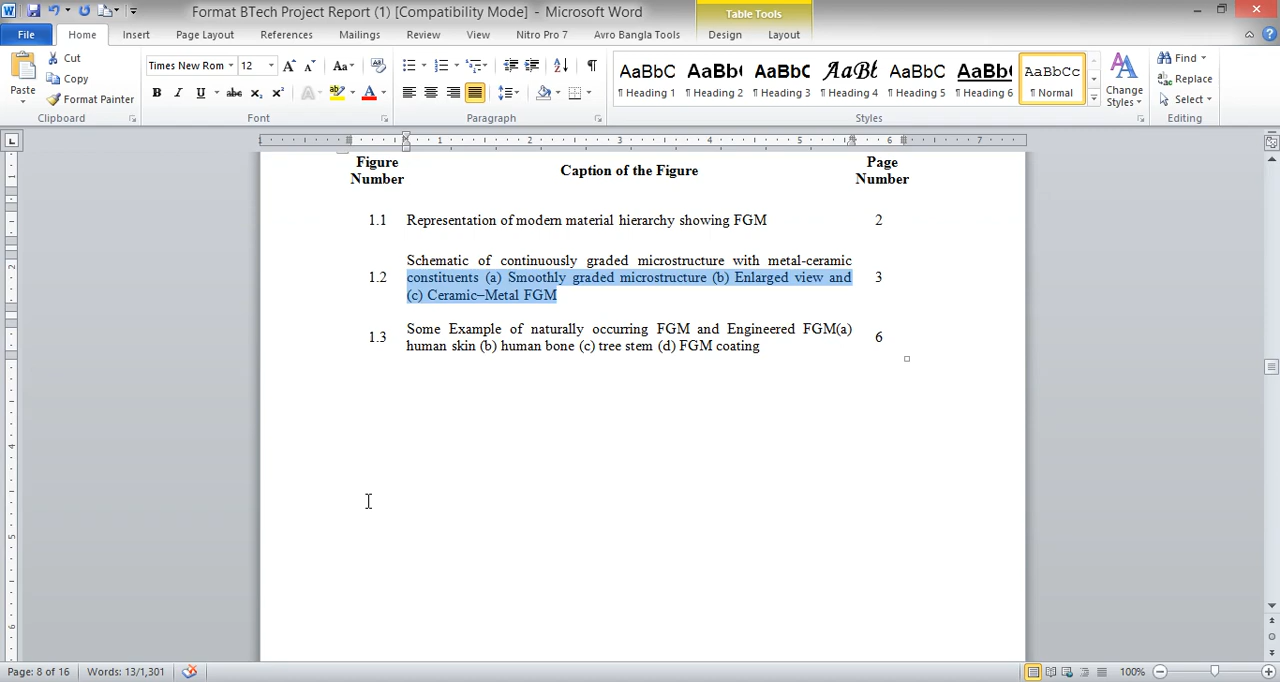 Format BTech Project Report (1) [Compatibility Mode] - Microsoft Word
Table Tools
File Home Insert Page Layout References Mailings Review View Nitro Pro 7 Avro Bangla Tools Design Layout
Paste
Cut
Copy
Format Painter
Clipboard
Times New Rom 12
Font
Paragraph
AaBbC AaBb( AaBbC AaBb AaBbC AaBb( AaBbCc
¶ Heading 1 ¶ Heading 2 ¶ Heading 3 ¶ Heading 4 ¶ Heading 5 ¶ Heading 6 ¶ Normal
Change
Styles
Styles
Find
Replace
Select
Editing
Figure
Number
Caption of the Figure
Page
Number
1.1 Representation of modern material hierarchy showing FGM 2
Schematic of continuously graded microstructure with metal-ceramic
1.2 constituents (a) Smoothly graded microstructure (b) Enlarged view and 3
(c) Ceramic–Metal FGM
Some Example of naturally occurring FGM and Engineered FGM(a)
1.3 human skin (b) human bone (c) tree stem (d) FGM coating 6
Page: 8 of 16 Words: 13/1,301 100%